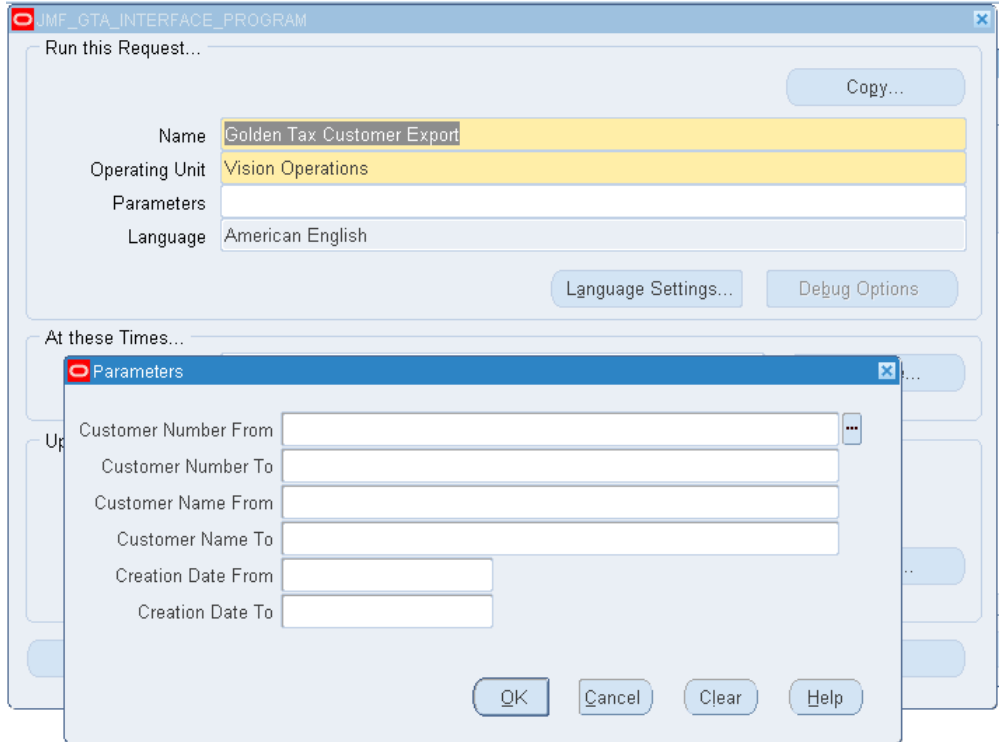 JMF_GTA_INTERFACE_PROGRAM
Run this Request...
Copy...
Name Golden Tax Customer Export
Operating Unit Vision Operations
Parameters
Language American English
Language Settings... Debug Options
At these Times...
Parameters
Customer Number From ...
Up
Customer Number To
Customer Name From
Customer Name To
Creation Date From
Creation Date To
OK Cancel Clear Help